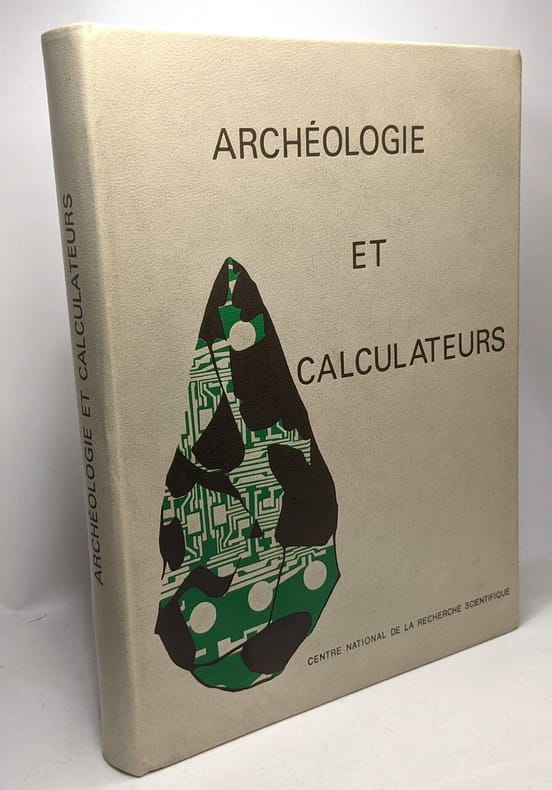 ARCHÉOLOGIE
ET
CALCULATEURS
CENTRE NATIONAL DE LA RECHERCHE SCIENTIFIQUE
ARCHÉOLOGIE ET CALCULATEURS